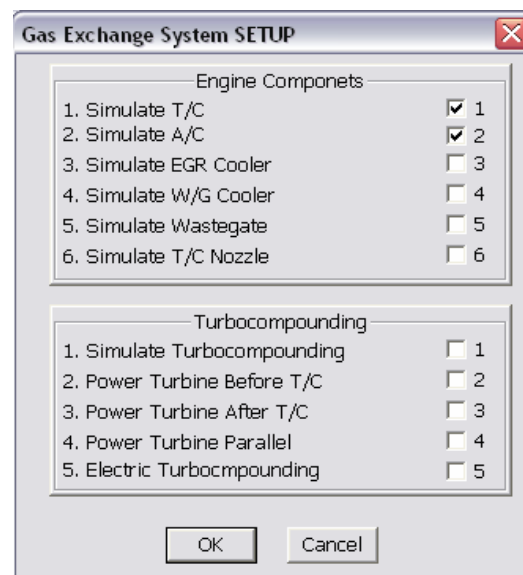 Gas Exchange System SETUP
Engine Componets
1. Simulate T/C 1
2. Simulate A/C 2
3. Simulate EGR Cooler 3
4. Simulate W/G Cooler 4
5. Simulate Wastegate 5
6. Simulate T/C Nozzle 6
Turbocompounding
1. Simulate Turbocompounding 1
2. Power Turbine Before T/C 2
3. Power Turbine After T/C 3
4. Power Turbine Parallel 4
5. Electric Turbocmpounding 5
OK Cancel